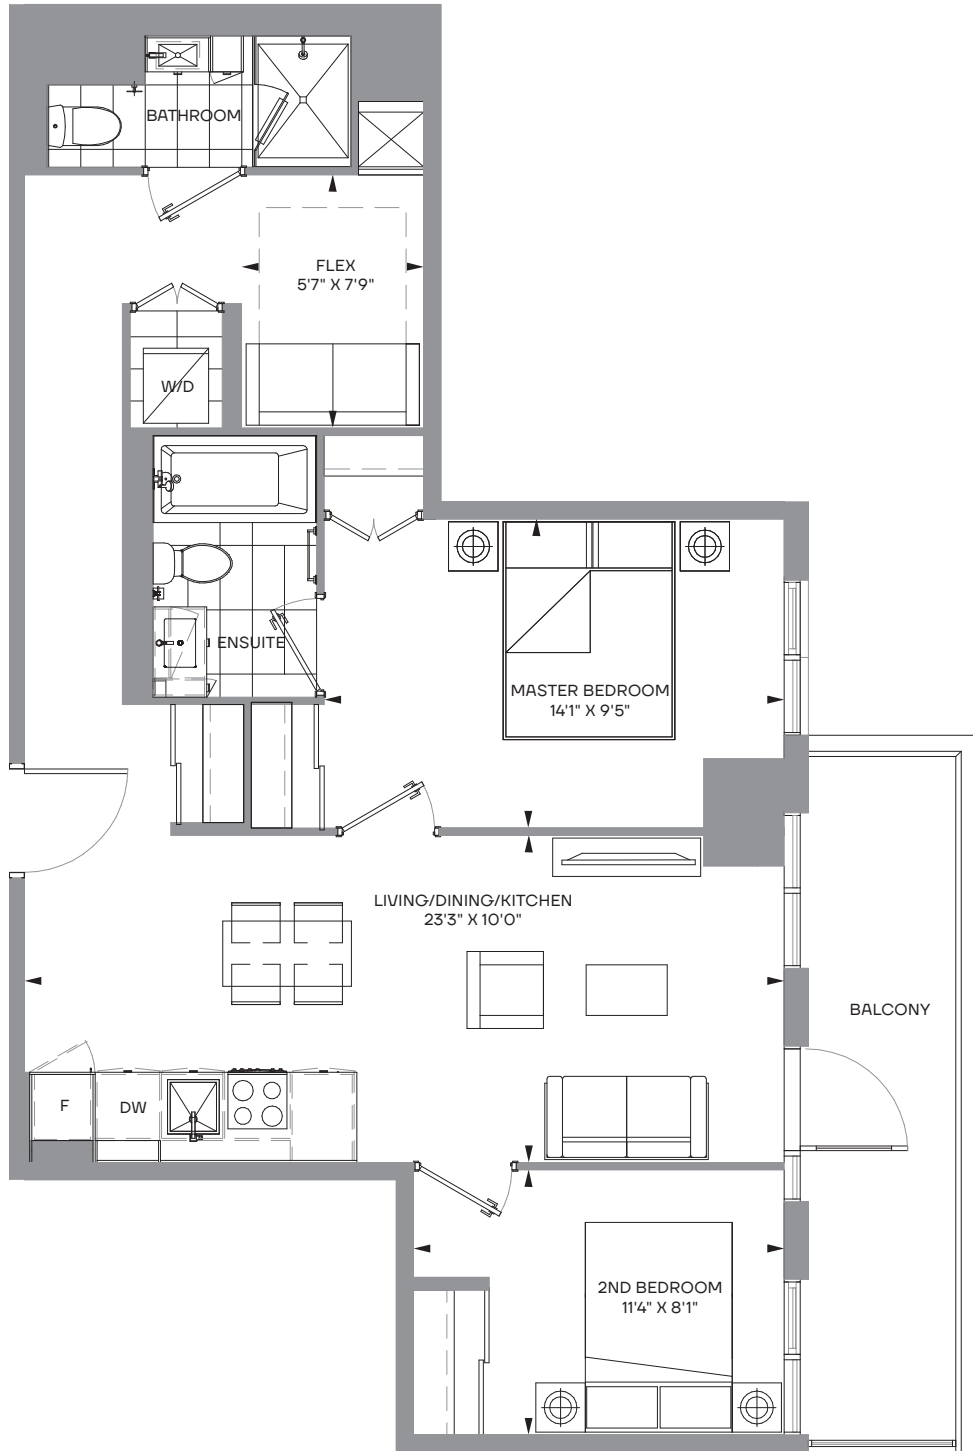 BATHROOM
FLEX
5'7" X 7'9"
W/D
ENSUITE
MASTER BEDROOM
14'1" X 9'5"
LIVING/DINING/KITCHEN
23'3" X 10'0"
BALCONY
F
DW
2ND BEDROOM
11'4" X 8'1"